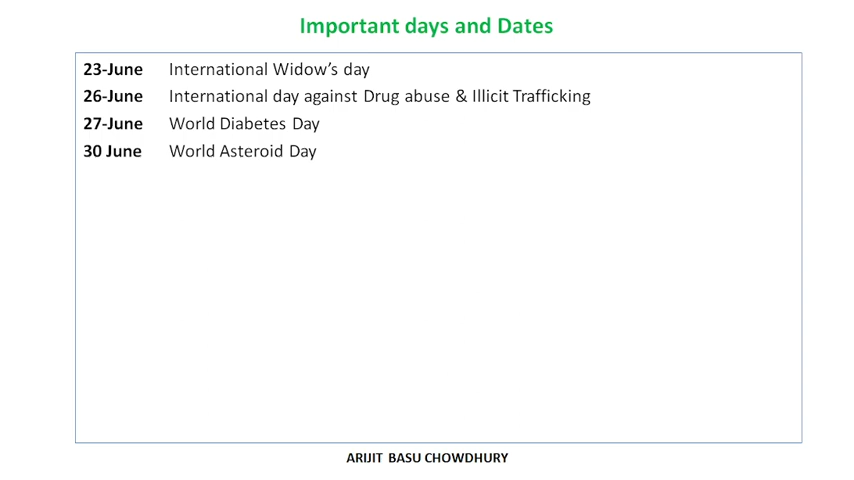 Important days and Dates
23-June International Widow’s day
26-June International day against Drug abuse & Illicit Trafficking
27-June World Diabetes Day
30 June World Asteroid Day
ARIJIT BASU CHOWDHURY